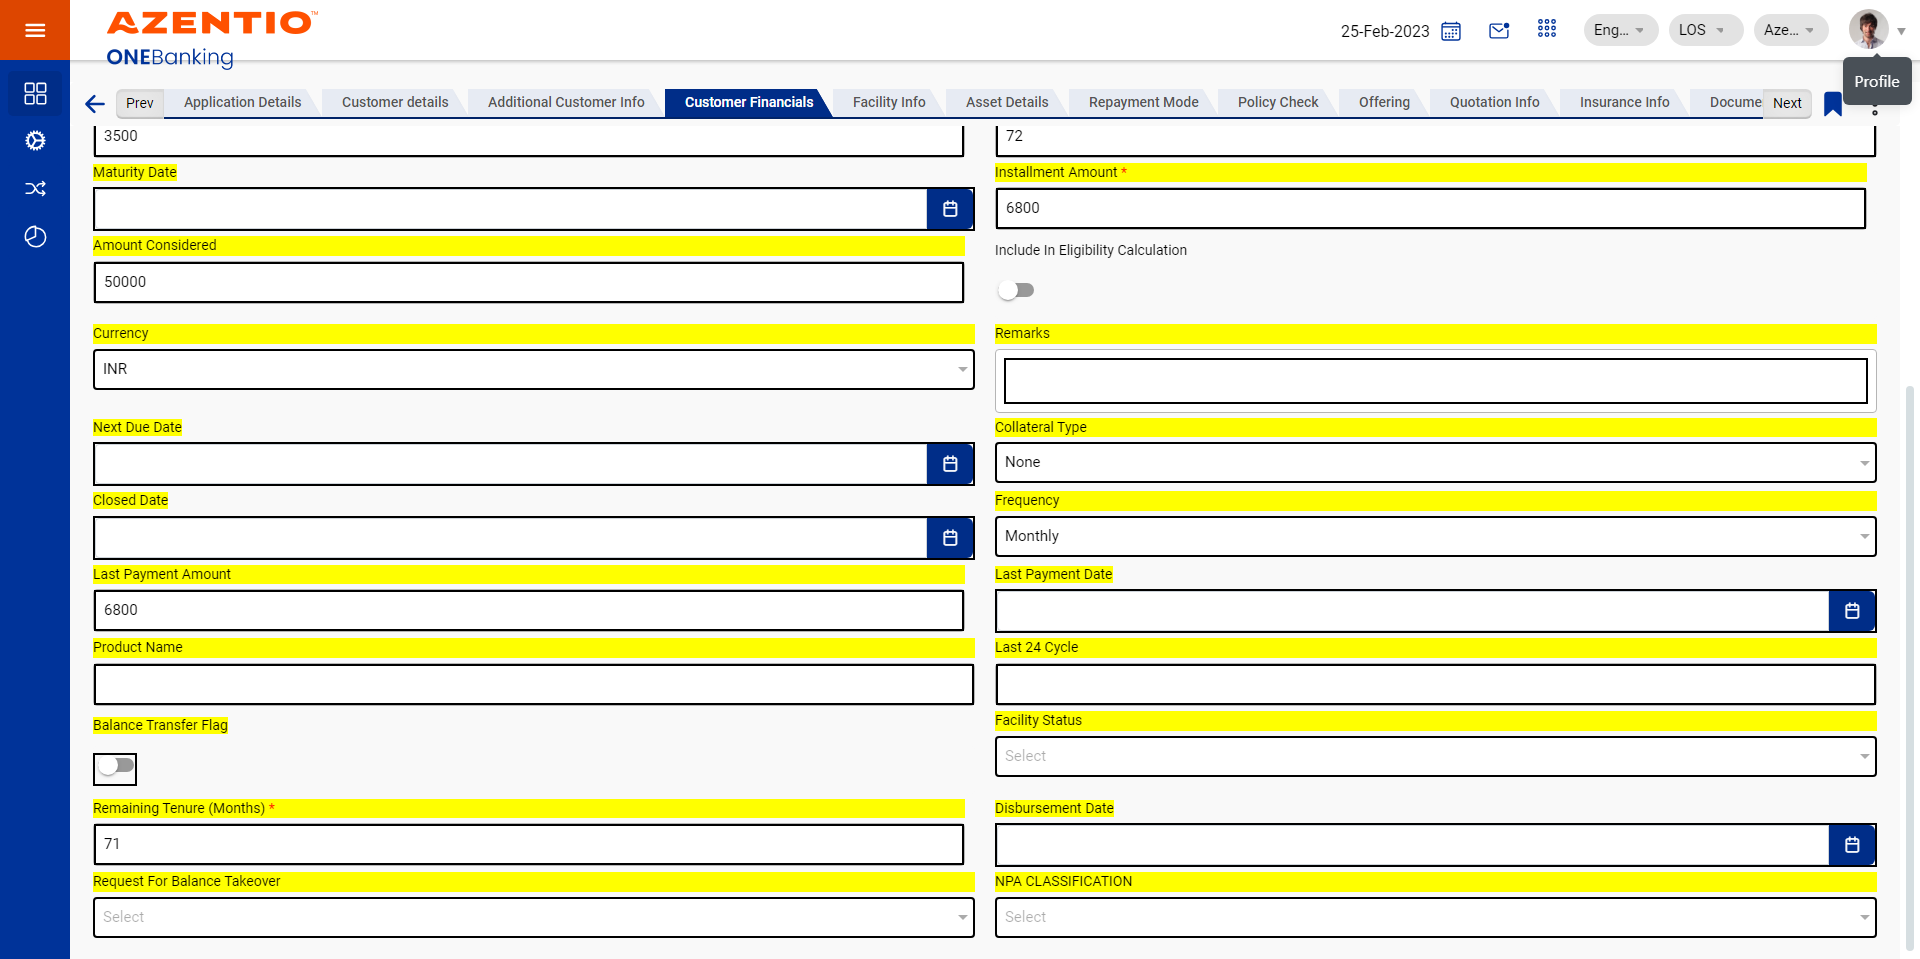 AZENTIO™
ONEBanking
25-Feb-2023
Eng...
LOS
Aze...
Profile
Prev
Application Details
Customer details
Additional Customer Info
Customer Financials
Facility Info
Asset Details
Repayment Mode
Policy Check
Offering
Quotation Info
Insurance Info
Docume
Next
3500
72
Maturity Date
Installment Amount *
6800
Amount Considered
Include In Eligibility Calculation
50000
Currency
Remarks
INR
Next Due Date
Collateral Type
None
Closed Date
Frequency
Monthly
Last Payment Amount
Last Payment Date
6800
Product Name
Last 24 Cycle
Balance Transfer Flag
Facility Status
Select
Remaining Tenure (Months) *
Disbursement Date
71
Request For Balance Takeover
NPA CLASSIFICATION
Select
Select